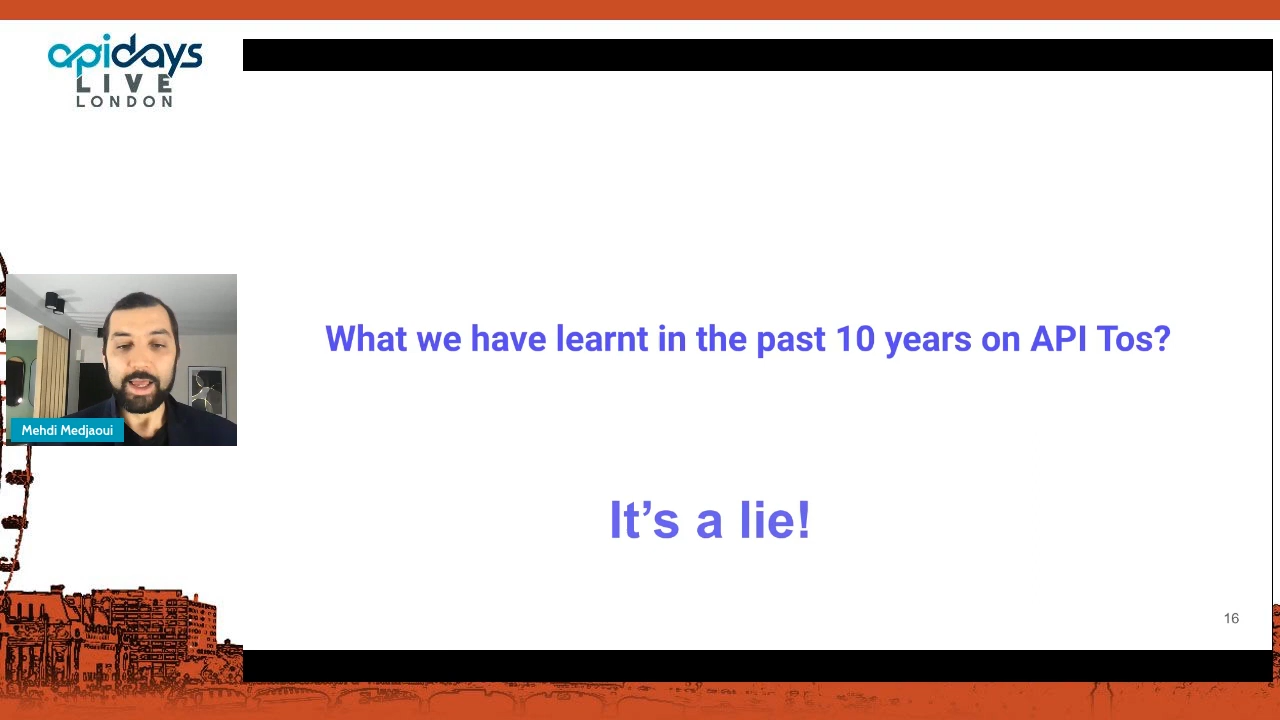 apidays
LIVE
LONDON
What we have learnt in the past 10 years on API Tos?
Mehdi Medjaoui
It’s a lie!
16